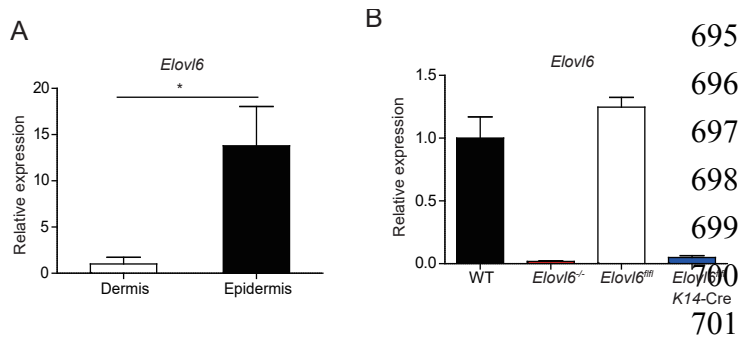 A
Elovl6
*
Relative expression
20
15
10
5
0
Dermis
Epidermis
B
Elovl6
Relative expression
1.5
1.0
0.5
0.0
WT
Elovl6-/-
Elovl6fl/fl
Elovl6fl/fl
K14-Cre
695
696
697
698
699
700
701